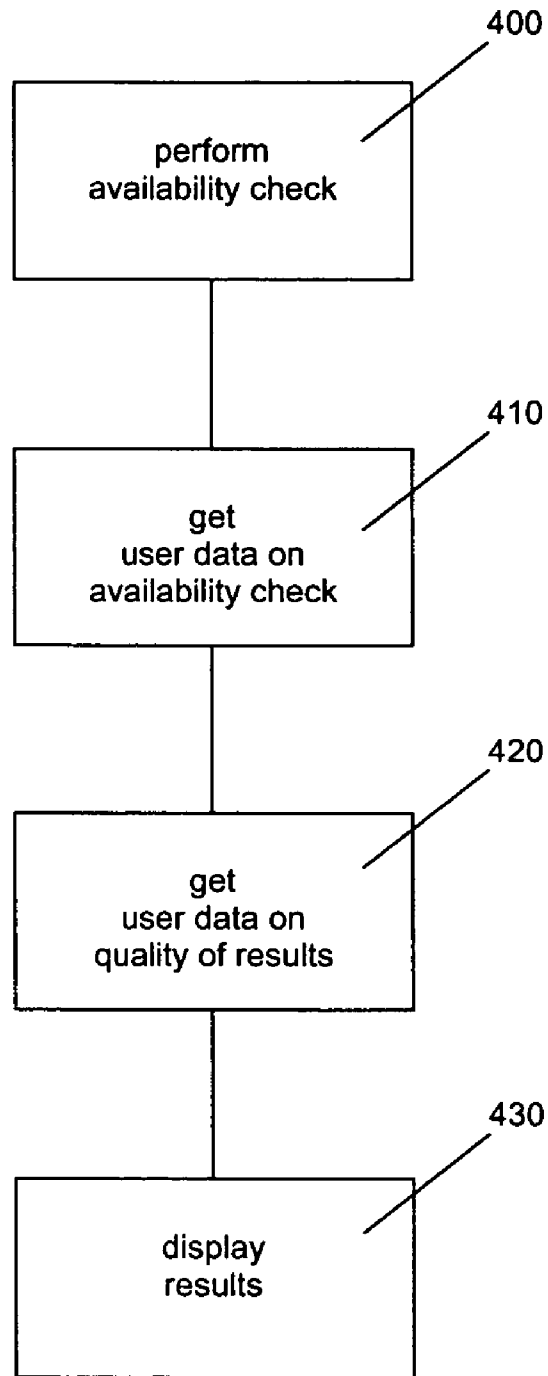 400
perform
availability check
410
get
user data on
availability check
420
get
user data on
quality of results
430
display
results